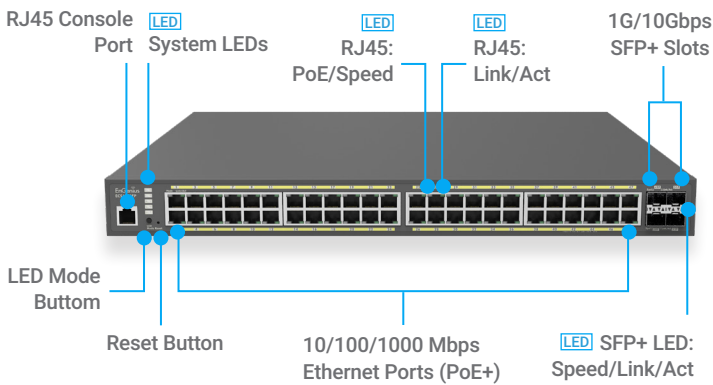 RJ45 Console
Port
LED
System LEDs
LED
RJ45:
PoE/Speed
LED
RJ45:
Link/Act
1G/10Gbps
SFP+ Slots
EnGenius
LED Mode
Buttom
Reset Button
10/100/1000 Mbps
Ethernet Ports (PoE+)
LED SFP+ LED:
Speed/Link/Act